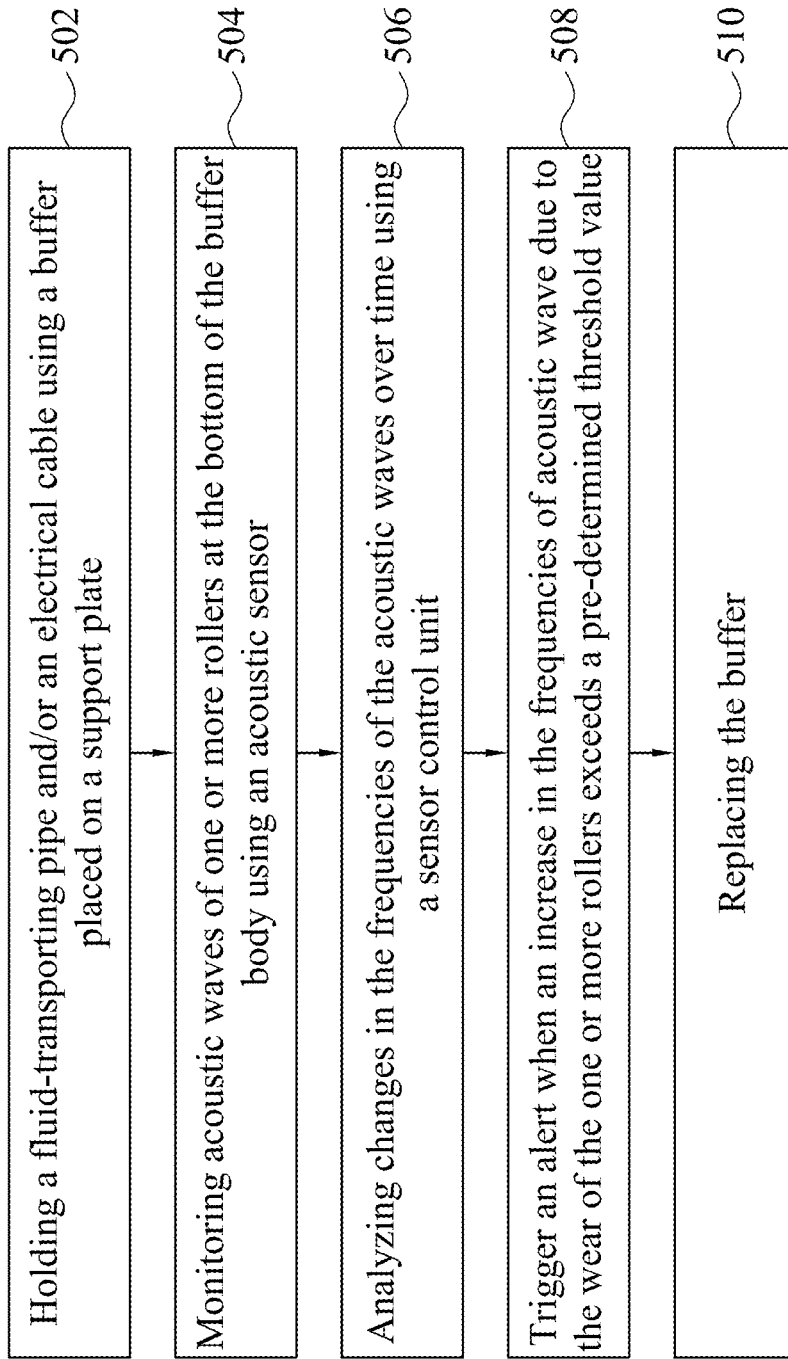 Holding a fluid-transporting pipe and/or an electrical cable using a buffer
placed on a support plate
502
Monitoring acoustic waves of one or more rollers at the bottom of the buffer
body using an acoustic sensor
504
Analyzing changes in the frequencies of the acoustic waves over time using
a sensor control unit
506
Trigger an alert when an increase in the frequencies of acoustic wave due to
the wear of the one or more rollers exceeds a pre-determined threshold value
508
Replacing the buffer
510